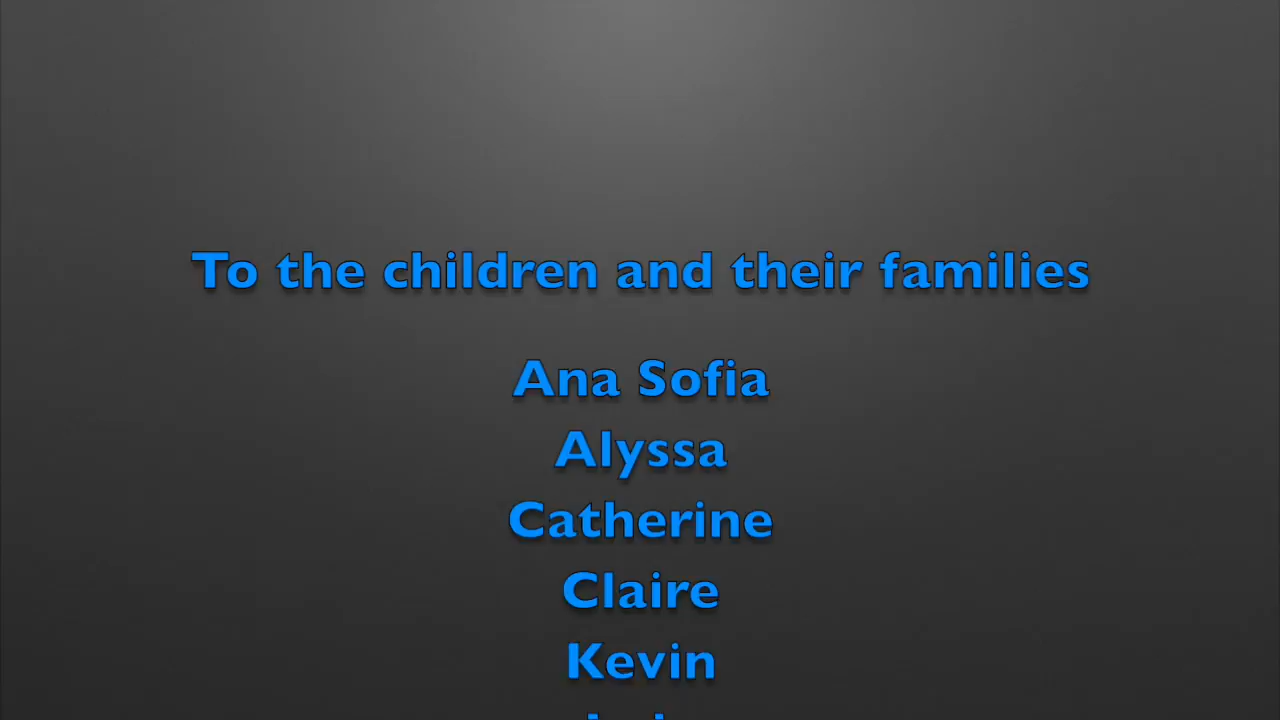 To the children and their families
Ana Sofia
Alyssa
Catherine
Claire
Kevin